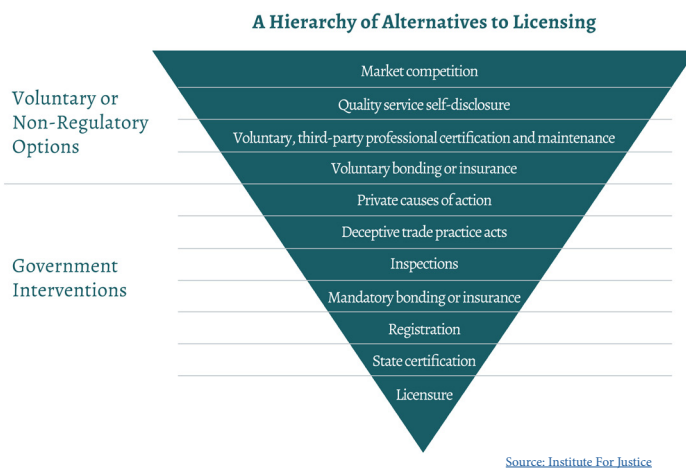 A Hierarchy of Alternatives to Licensing
Voluntary or
Non-Regulatory
Options
Market competition
Quality service self-disclosure
Voluntary, third-party professional certification and maintenance
Voluntary bonding or insurance
Government
Interventions
Private causes of action
Deceptive trade practice acts
Inspections
Mandatory bonding or insurance
Registration
State certification
Licensure
Source: Institute For Justice